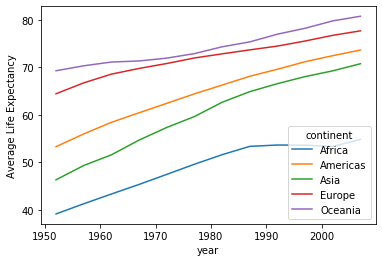 80
70
60
50
40
Average Life Expectancy
continent
Africa
Americas
Asia
Europe
Oceania
1950
1960
1970
1980
1990
2000
year